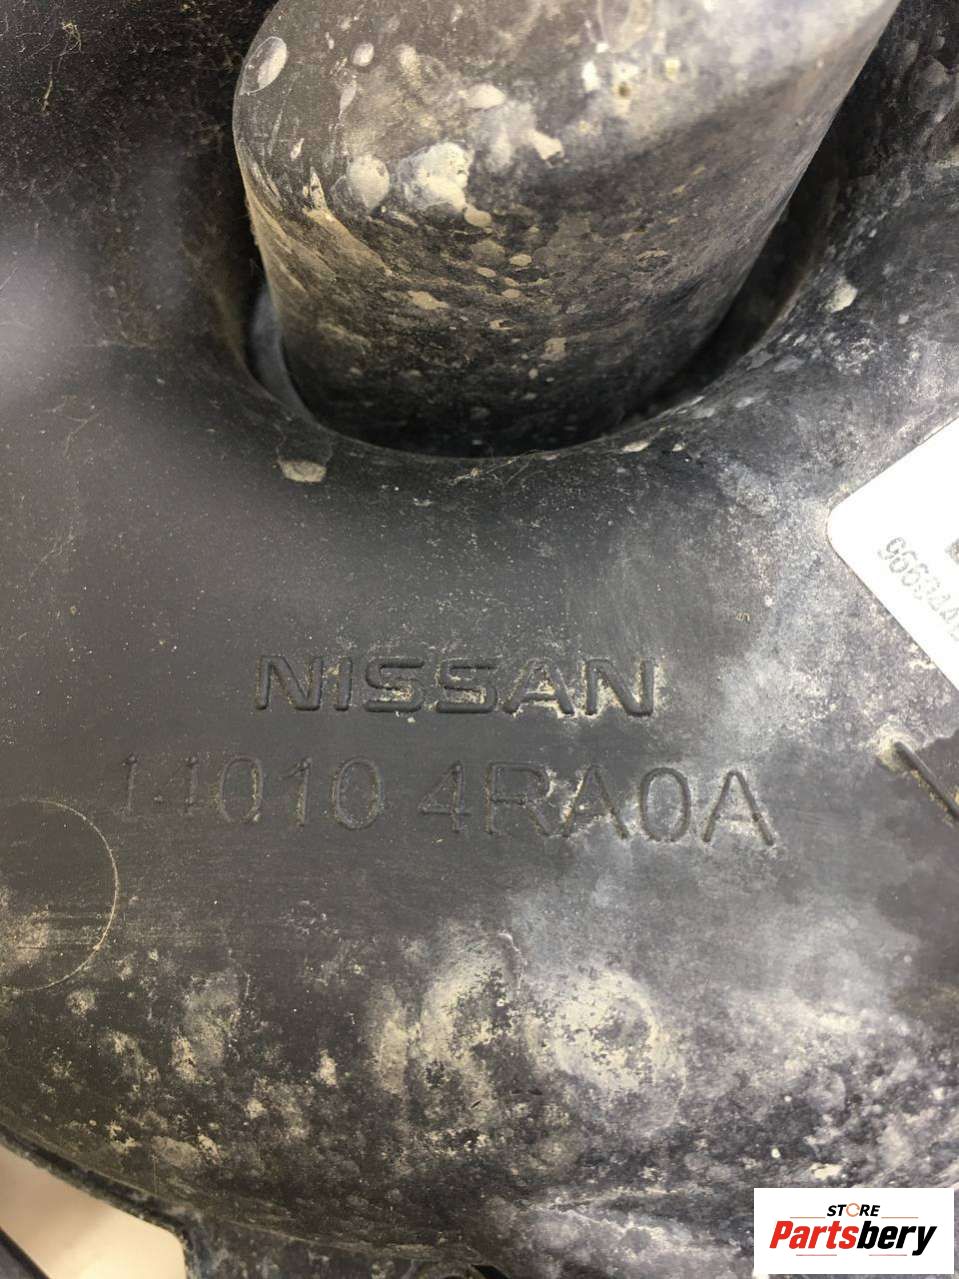 NISSAN
14010 4RA0A
STORE
Partsbery